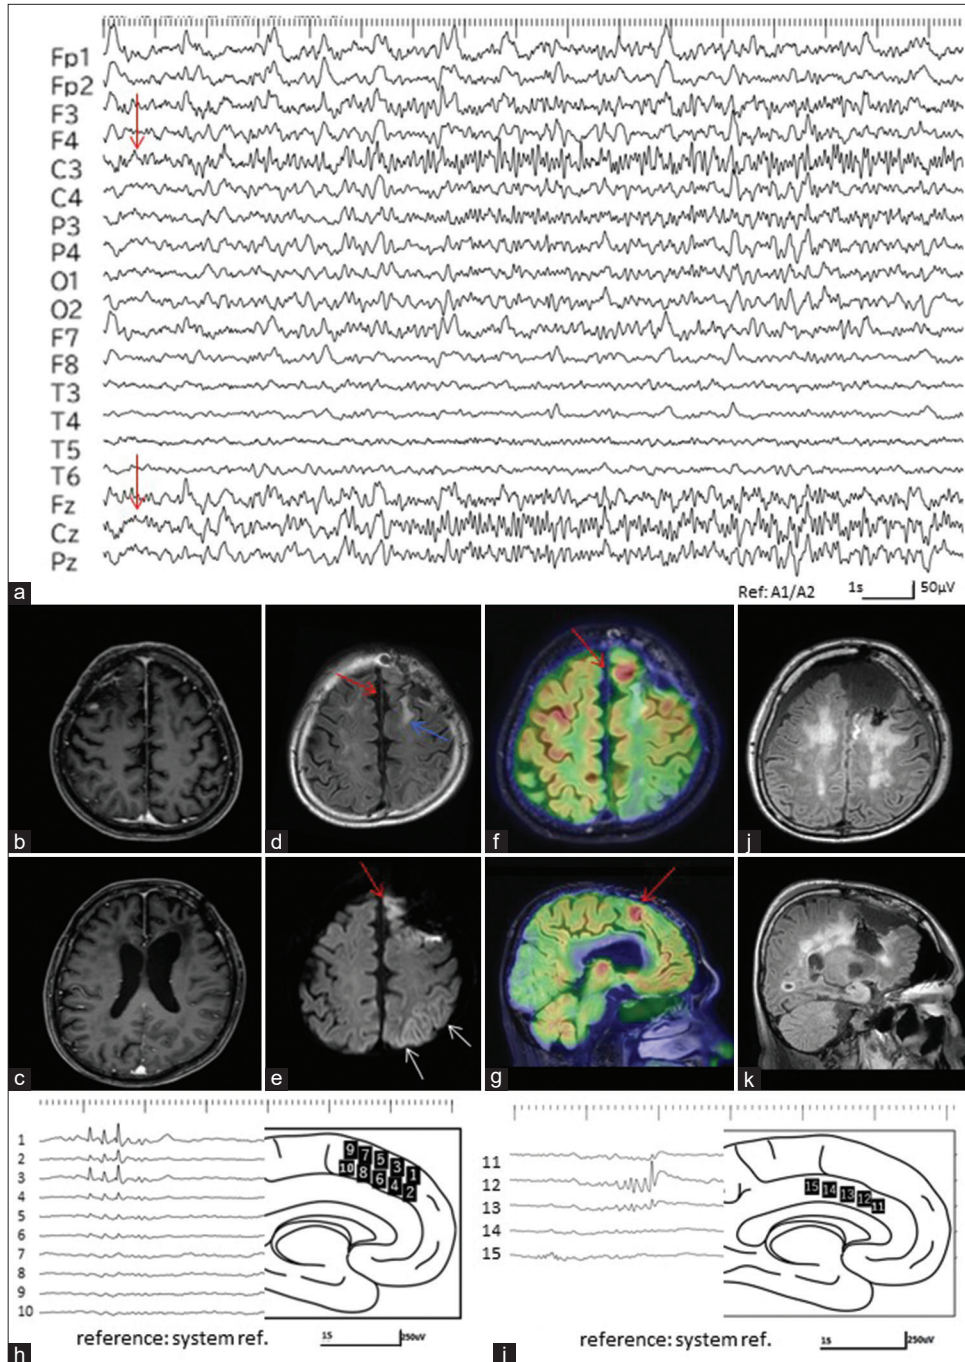 Fp1
Fp2
F3
F4
C3
C4
P3
P4
O1
O2
F7
F8
T3
T4
T5
T6
Fz
Cz
Pz
Ref: A1/A2 1s 50µV
a
b
d
f
j
c
e
g
k
1
2
3
4
5
6
7
8
9
10
9 7 5 3 1
10 8 6 4 2
reference: system ref. 1S 250uV
h
11
12
13
14
15
15 14 13 12 11
reference: system ref. 1S 250uV
i